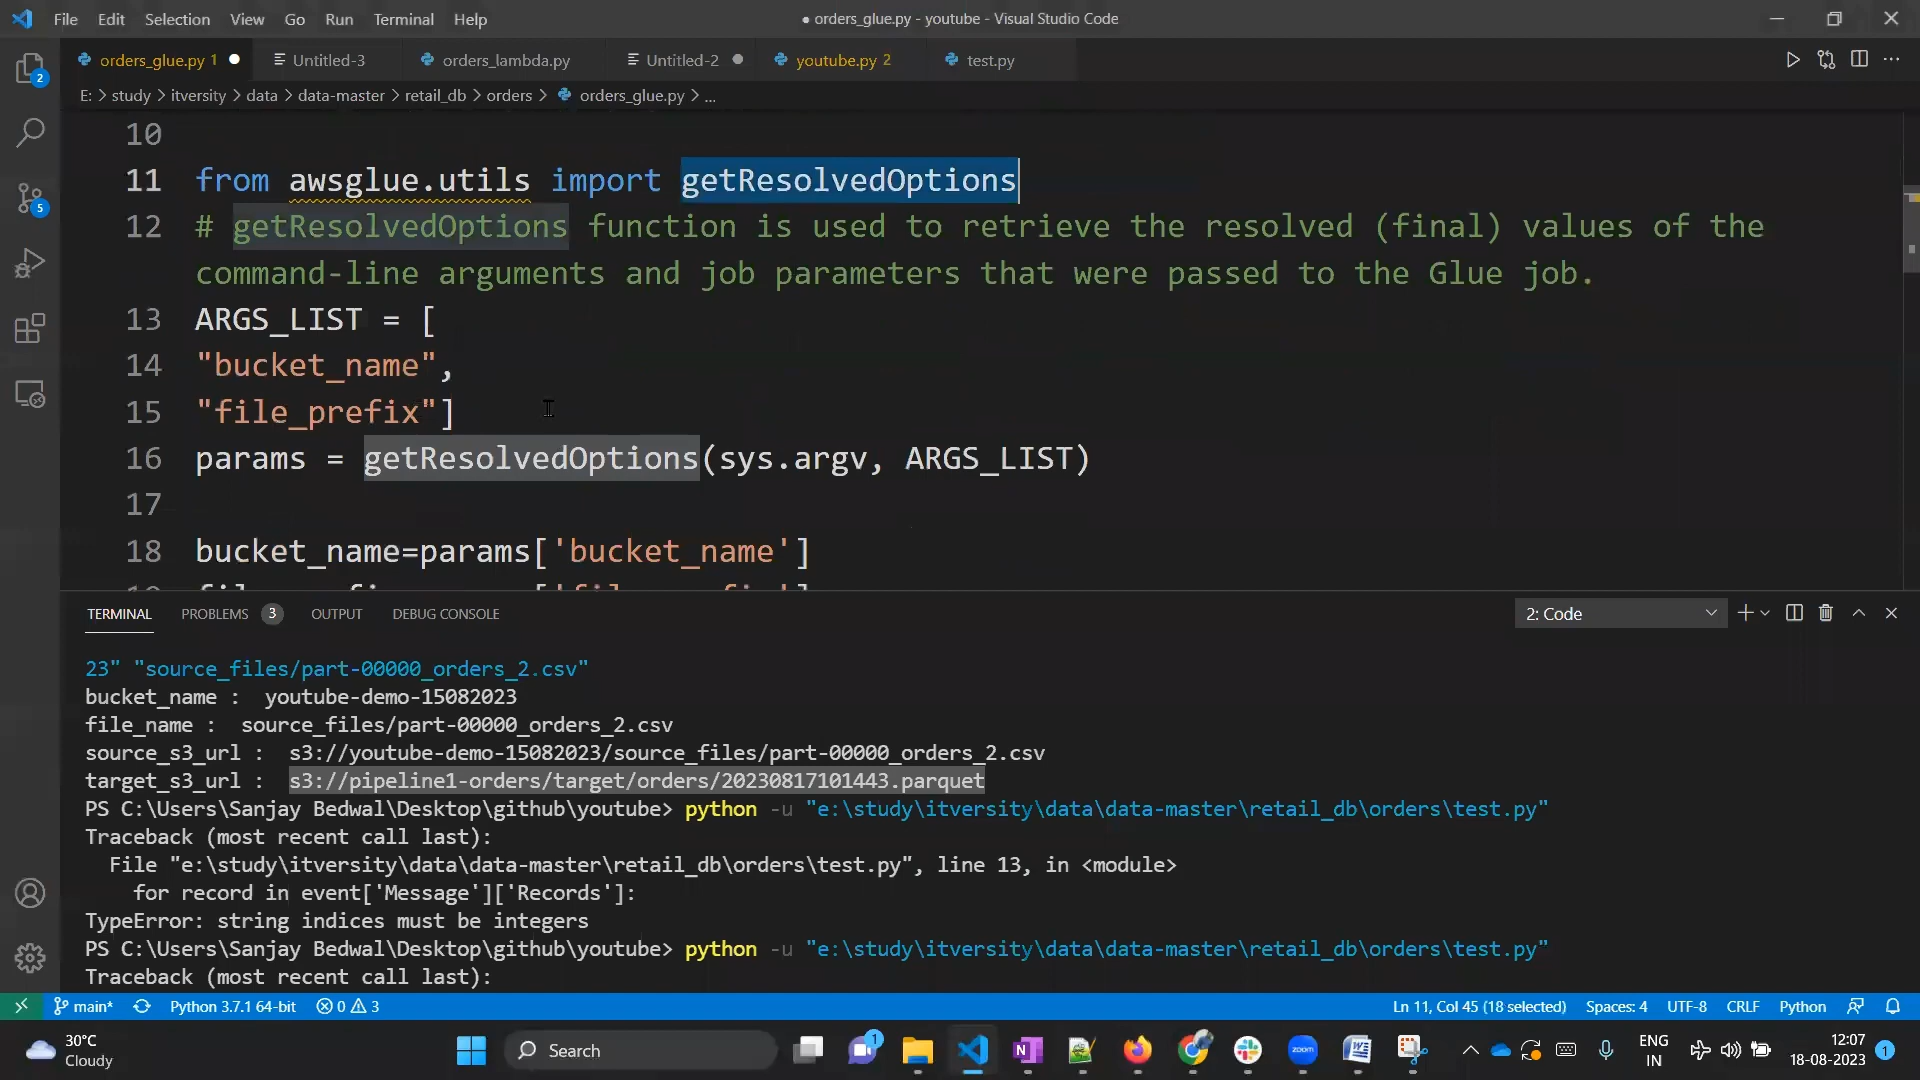 File Edit Selection View Go Run Terminal Help
● orders_glue.py - youtube - Visual Studio Code
orders_glue.py 1 Untitled-3 orders_lambda.py Untitled-2 youtube.py 2 test.py
E: > study > itversity > data > data-master > retail_db > orders > orders_glue.py > ...
2
5
10
11 from awsglue.utils import getResolvedOptions
12 # getResolvedOptions function is used to retrieve the resolved (final) values of the
command-line arguments and job parameters that were passed to the Glue job.
13 ARGS_LIST = [
14 "bucket_name",
15 "file_prefix"]
16 params = getResolvedOptions(sys.argv, ARGS_LIST)
17
18 bucket_name=params['bucket_name']
TERMINAL PROBLEMS 3 OUTPUT DEBUG CONSOLE 2: Code
23" "source_files/part-00000_orders_2.csv"
bucket_name : youtube-demo-15082023
file_name : source_files/part-00000_orders_2.csv
source_s3_url : s3://youtube-demo-15082023/source_files/part-00000_orders_2.csv
target_s3_url : s3://pipeline1-orders/target/orders/20230817101443.parquet
PS C:\Users\Sanjay Bedwal\Desktop\github\youtube> python -u "e:\study\itversity\data\data-master\retail_db\orders\test.py"
Traceback (most recent call last):
File "e:\study\itversity\data\data-master\retail_db\orders\test.py", line 13, in <module>
for record in event['Message']['Records']:
TypeError: string indices must be integers
PS C:\Users\Sanjay Bedwal\Desktop\github\youtube> python -u "e:\study\itversity\data\data-master\retail_db\orders\test.py"
Traceback (most recent call last):
main* Python 3.7.1 64-bit 0 3 Ln 11, Col 45 (18 selected) Spaces: 4 UTF-8 CRLF Python
30°C
Cloudy
Search
1
zoom
ENG
IN
12:07
18-08-2023
1